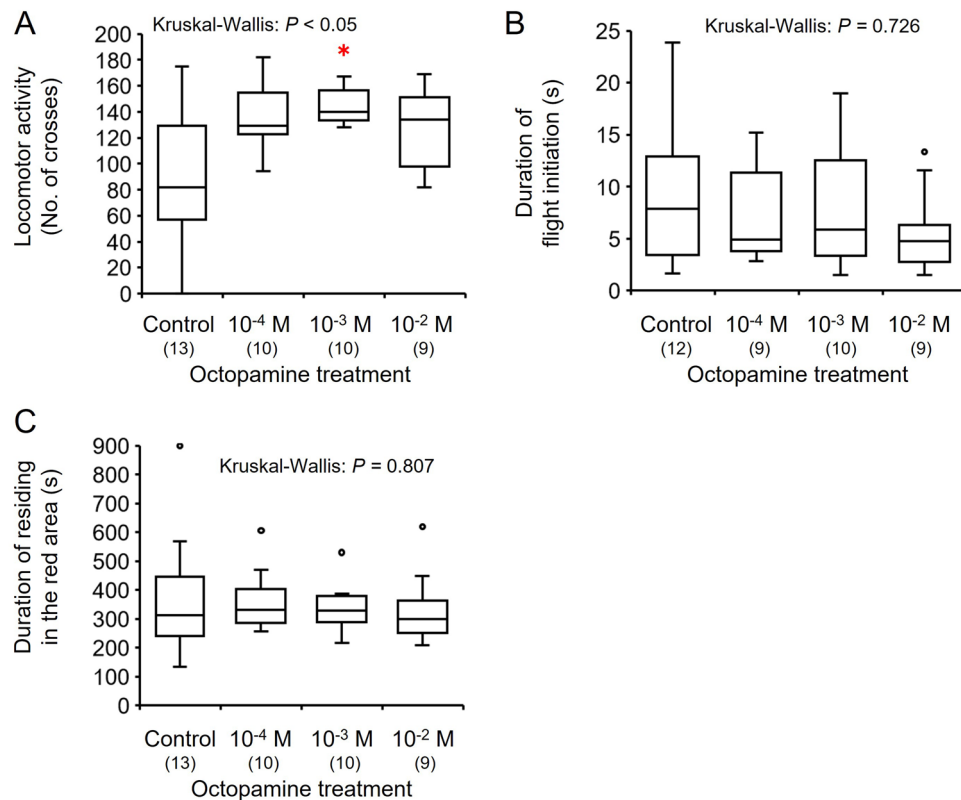 A
Kruskal-Wallis: P < 0.05
*
Locomotor activity
(No. of crosses)
200
180
160
140
120
100
80
60
40
20
0
Control 10⁻⁴ M 10⁻³ M 10⁻² M
(13) (10) (10) (9)
Octopamine treatment
B
Kruskal-Wallis: P = 0.726
Duration of
flight initiation (s)
25
20
15
10
5
0
Control 10⁻⁴ M 10⁻³ M 10⁻² M
(12) (9) (10) (9)
Octopamine treatment
C
Kruskal-Wallis: P = 0.807
Duration of residing
in the red area (s)
900
800
700
600
500
400
300
200
100
0
Control 10⁻⁴ M 10⁻³ M 10⁻² M
(13) (10) (10) (9)
Octopamine treatment